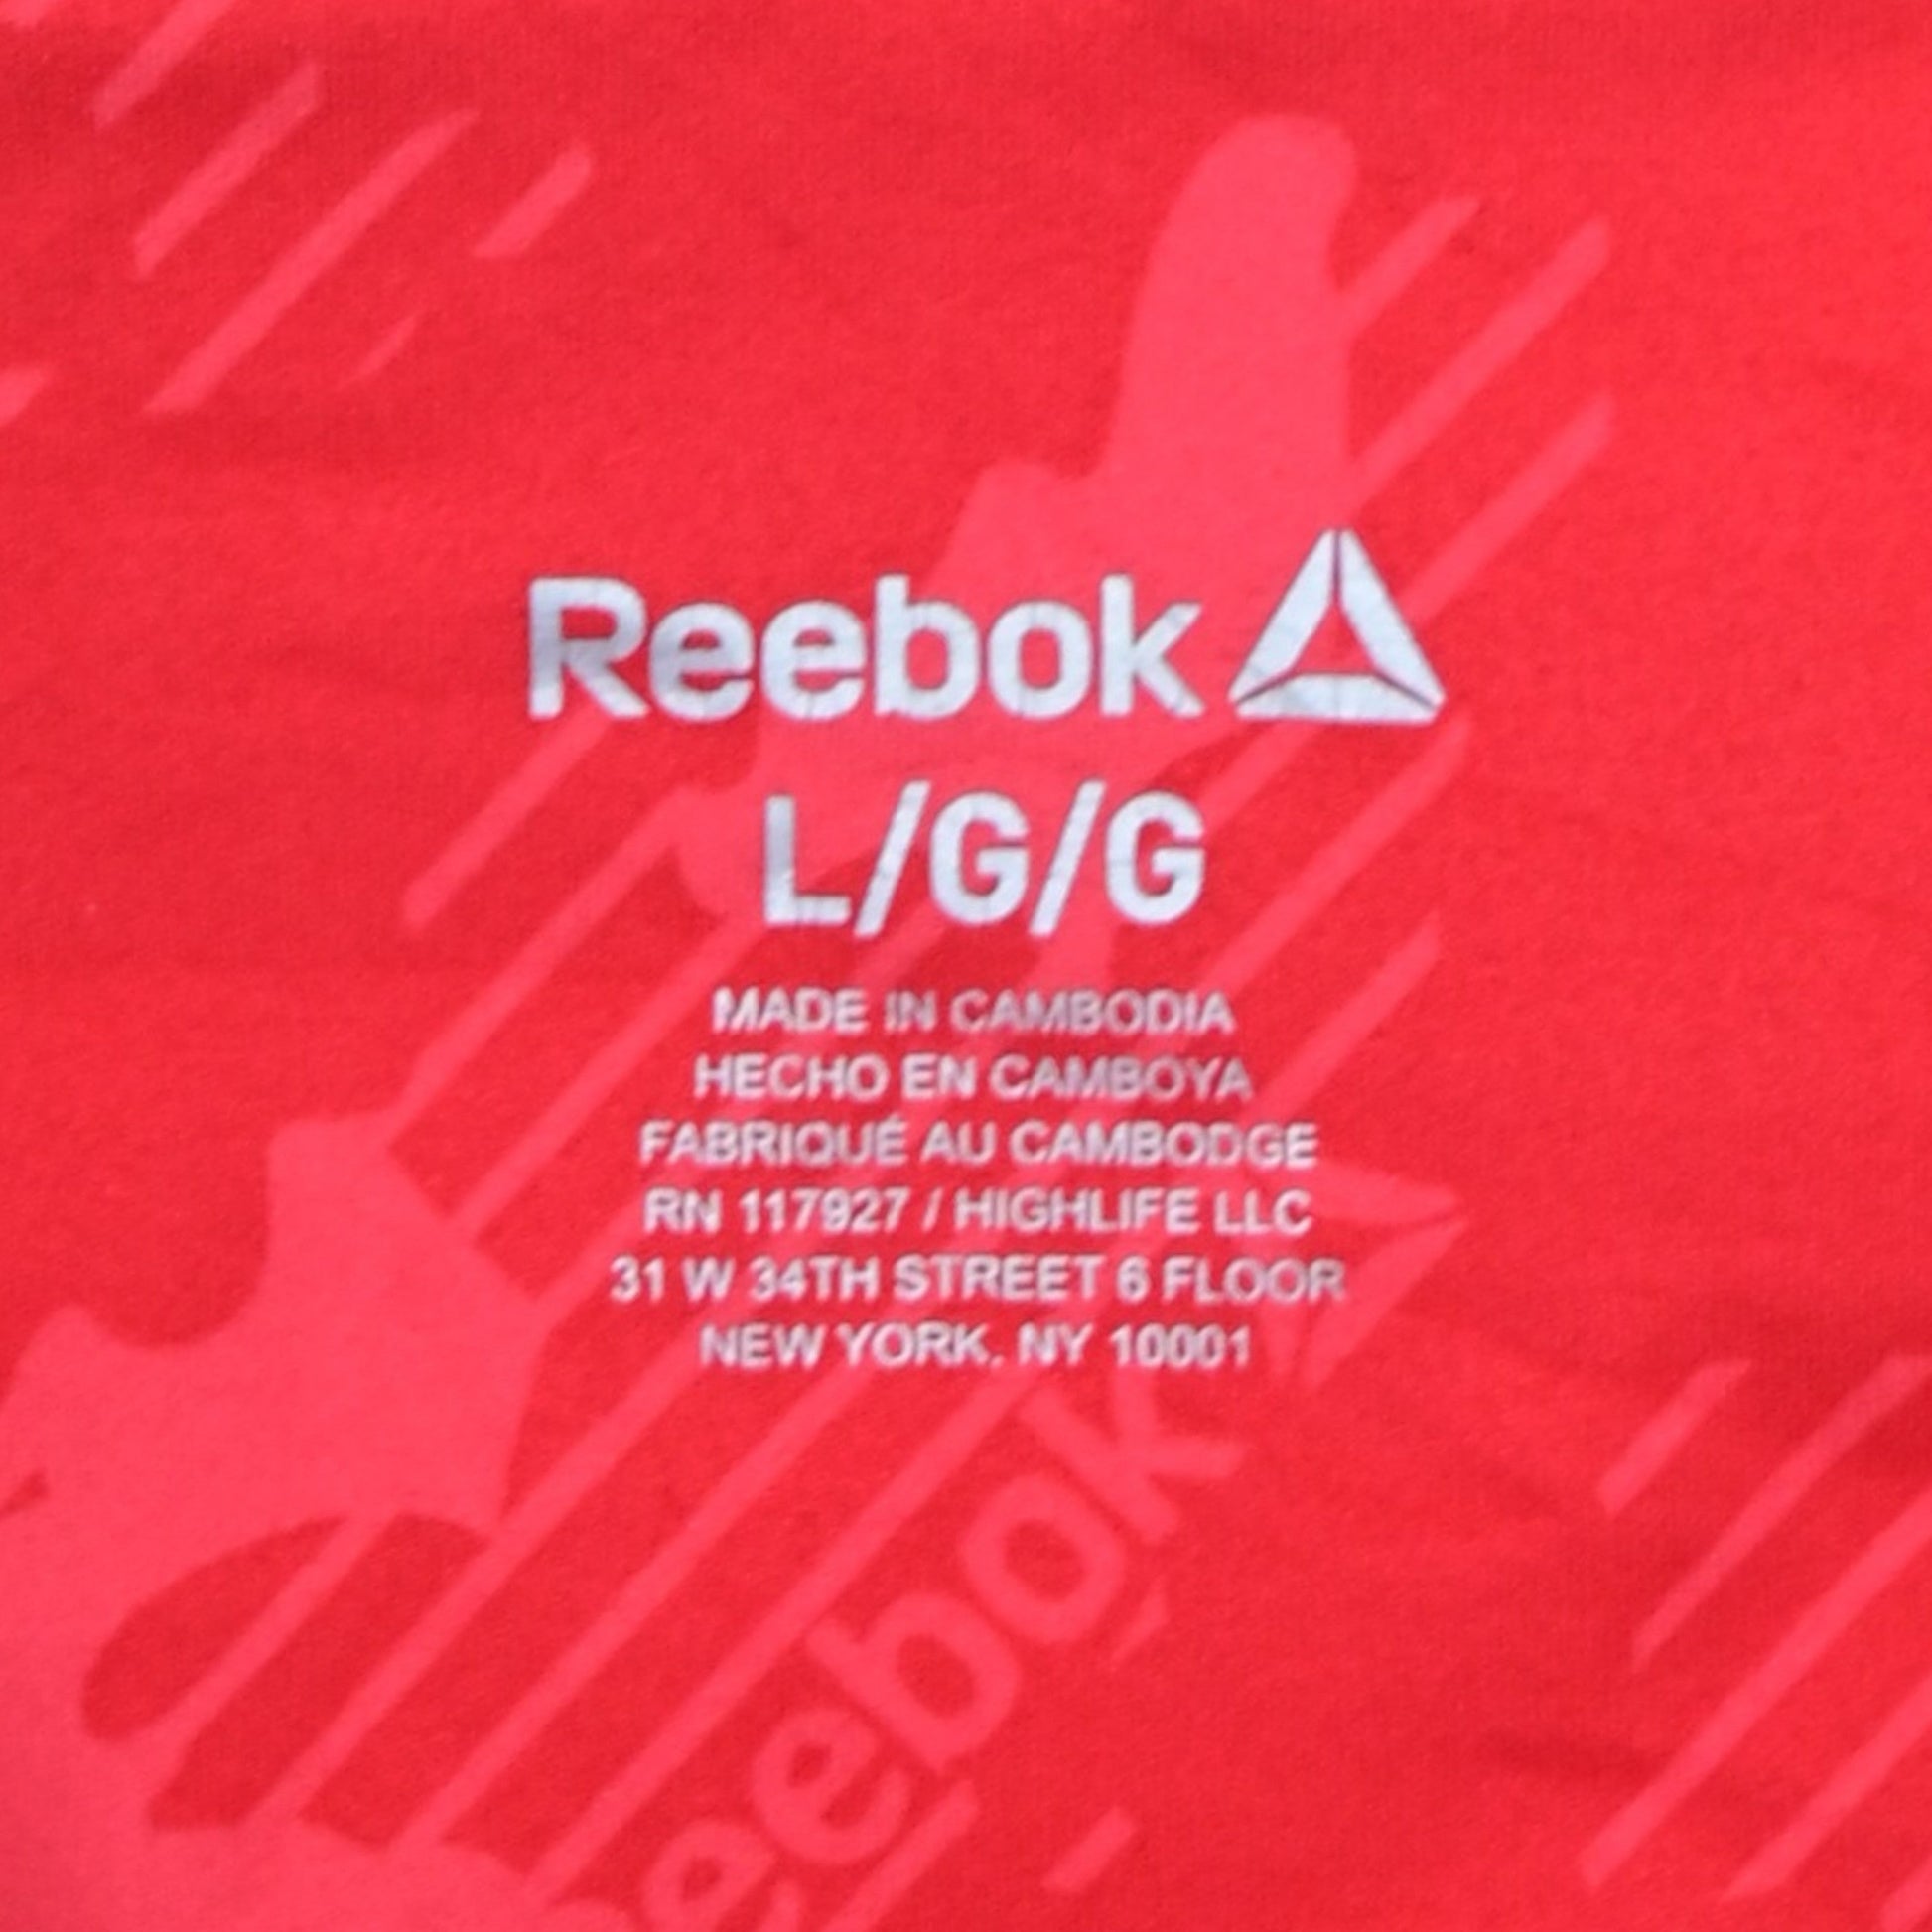 Reebok
L/G/G
MADE IN CAMBODIA
HECHO EN CAMBOYA
FABRIQUÉ AU CAMBODGE
RN 117927 / HIGHLIFE LLC
31 W 34TH STREET 6 FLOOR
NEW YORK. NY 10001
eebok